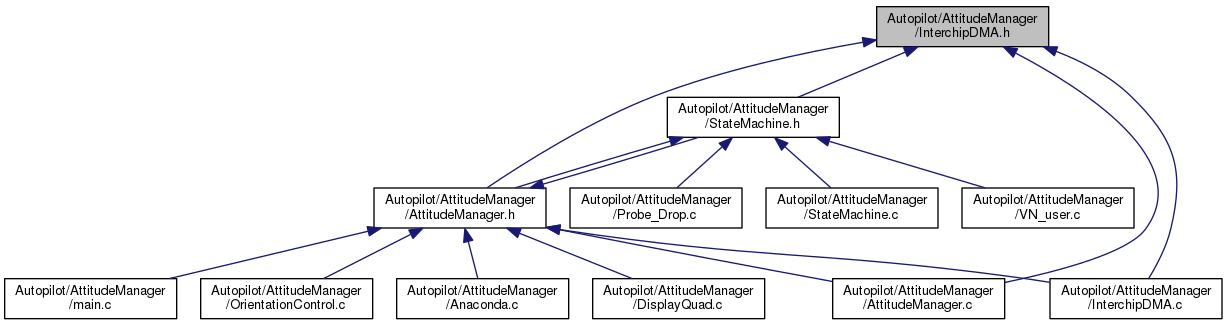 Autopilot/AttitudeManager
/InterchipDMA.h
Autopilot/AttitudeManager
/StateMachine.h
Autopilot/AttitudeManager
/AttitudeManager.h
Autopilot/AttitudeManager
/Probe_Drop.c
Autopilot/AttitudeManager
/StateMachine.c
Autopilot/AttitudeManager
/VN_user.c
Autopilot/AttitudeManager
/main.c
Autopilot/AttitudeManager
/OrientationControl.c
Autopilot/AttitudeManager
/Anaconda.c
Autopilot/AttitudeManager
/DisplayQuad.c
Autopilot/AttitudeManager
/AttitudeManager.c
Autopilot/AttitudeManager
/InterchipDMA.c